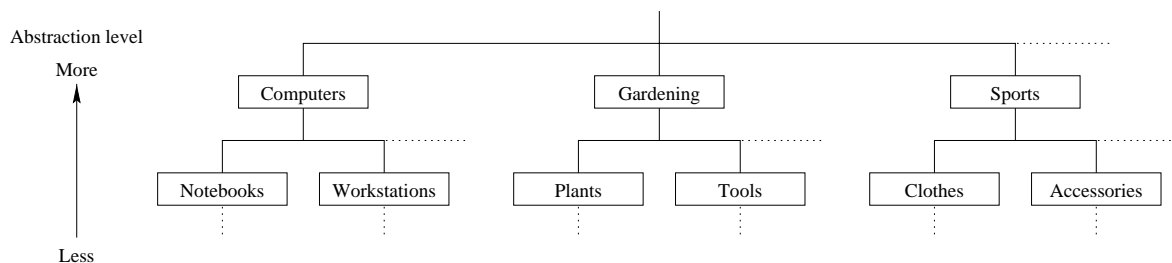 Abstraction level
More
Computers
Gardening
Sports
Notebooks
Workstations
Plants
Tools
Clothes
Accessories
Less